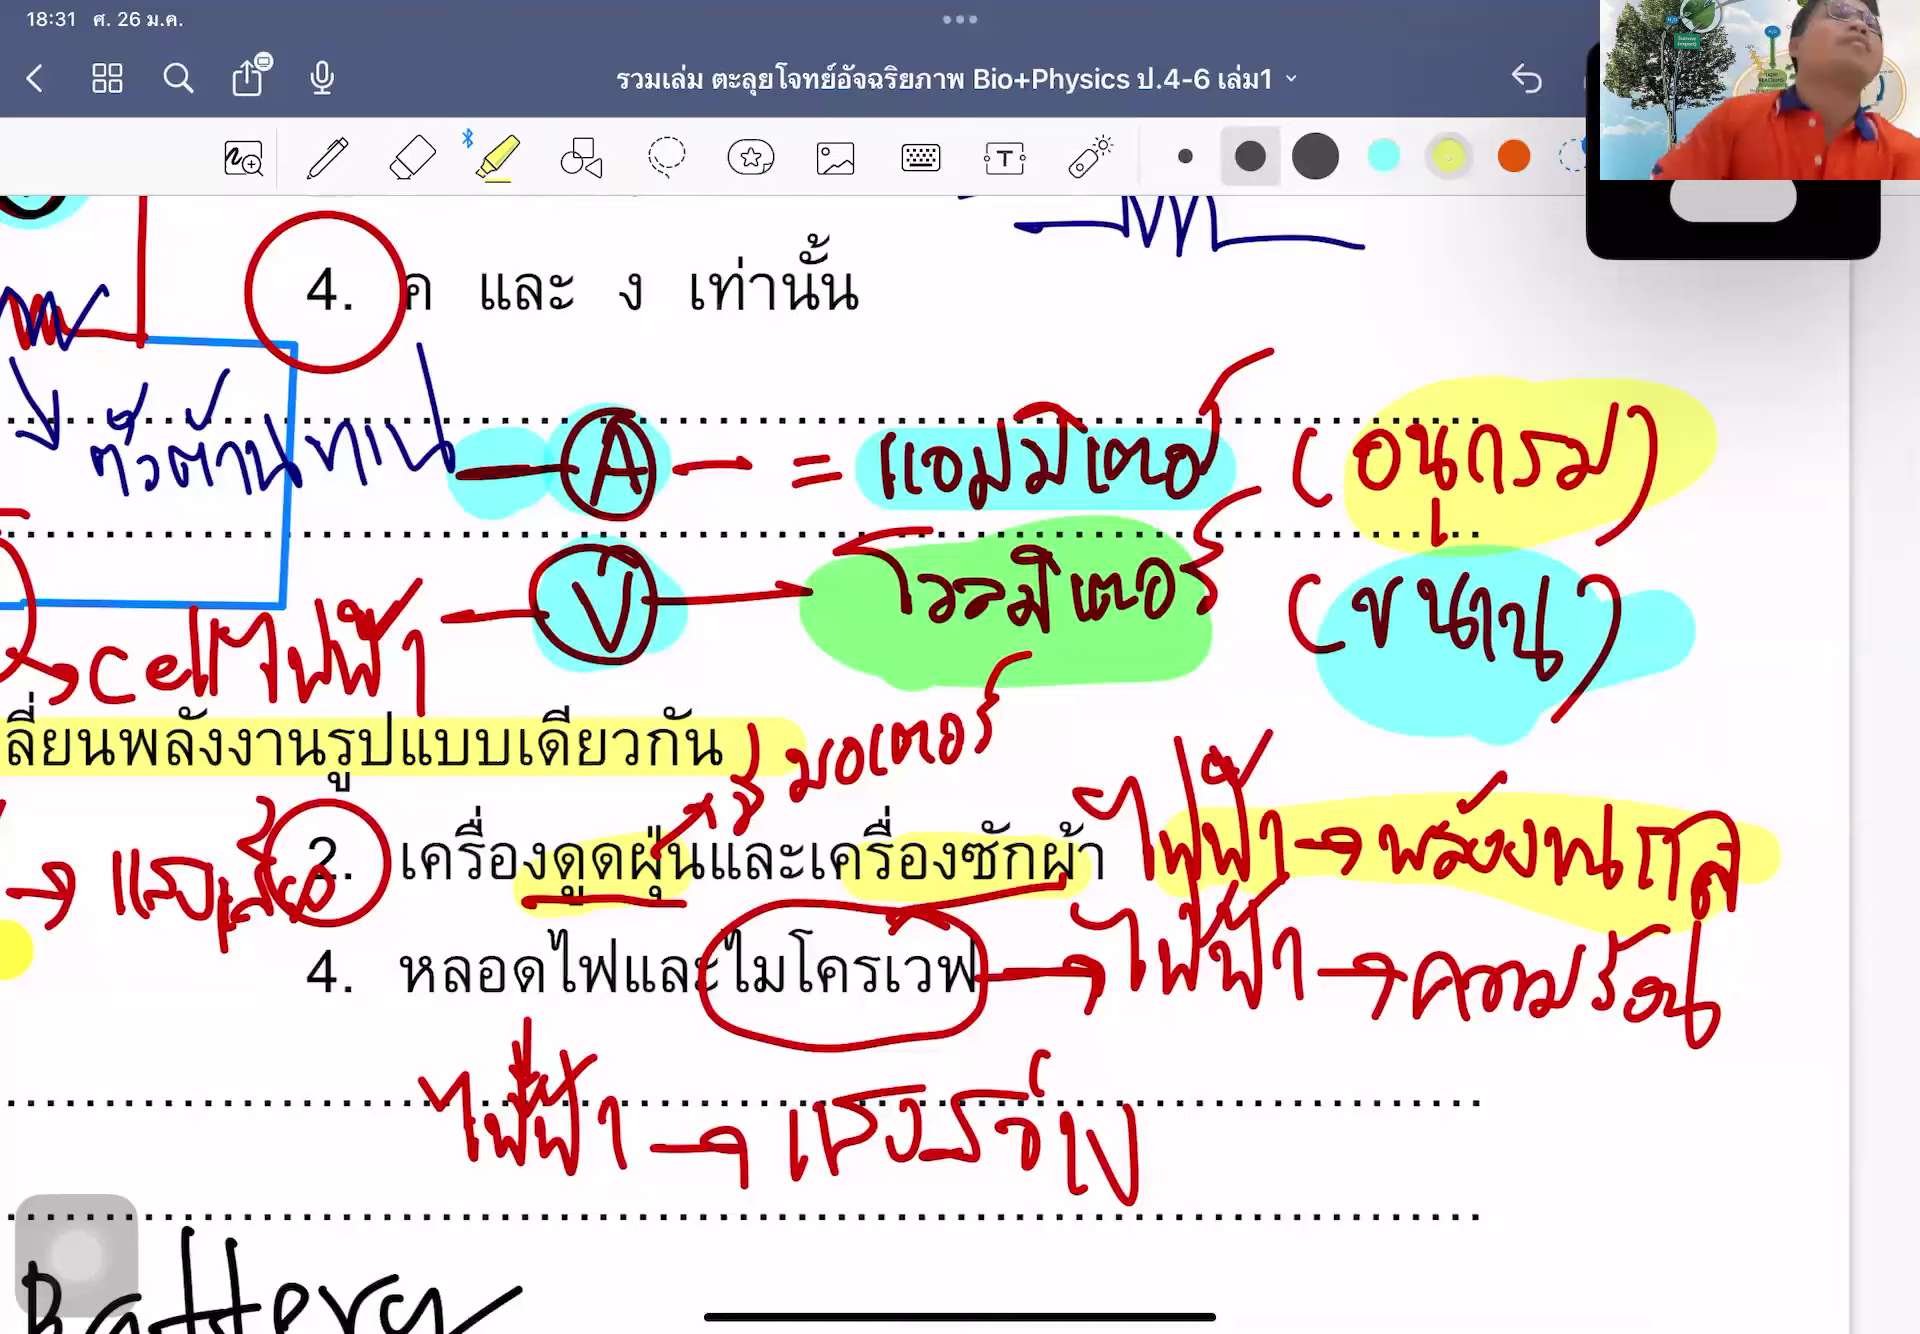 18:31 ศ. 26 ม.ค.
รวมเล่ม ตะลุยโจทย์อัจฉริยภาพ Bio+Physics ป.4-6 เล่ม1
4. ค และ ง เท่านั้น
ตัวต้านทาน A = แอมมิเตอร์ (อนุกรม)
V โวลมิเตอร์ (ขนาน)
Cell ไฟฟ้า
ลี่ยนพลังงานรูปแบบเดียวกัน
มอเตอร์
2. เครื่องดูดฝุ่นและเครื่องซักผ้า ไฟฟ้า → พลังงานกล
4. หลอดไฟและไมโครเวฟ → ไฟฟ้า → ความร้อน
ไฟฟ้า → แสงสว่าง
Battery